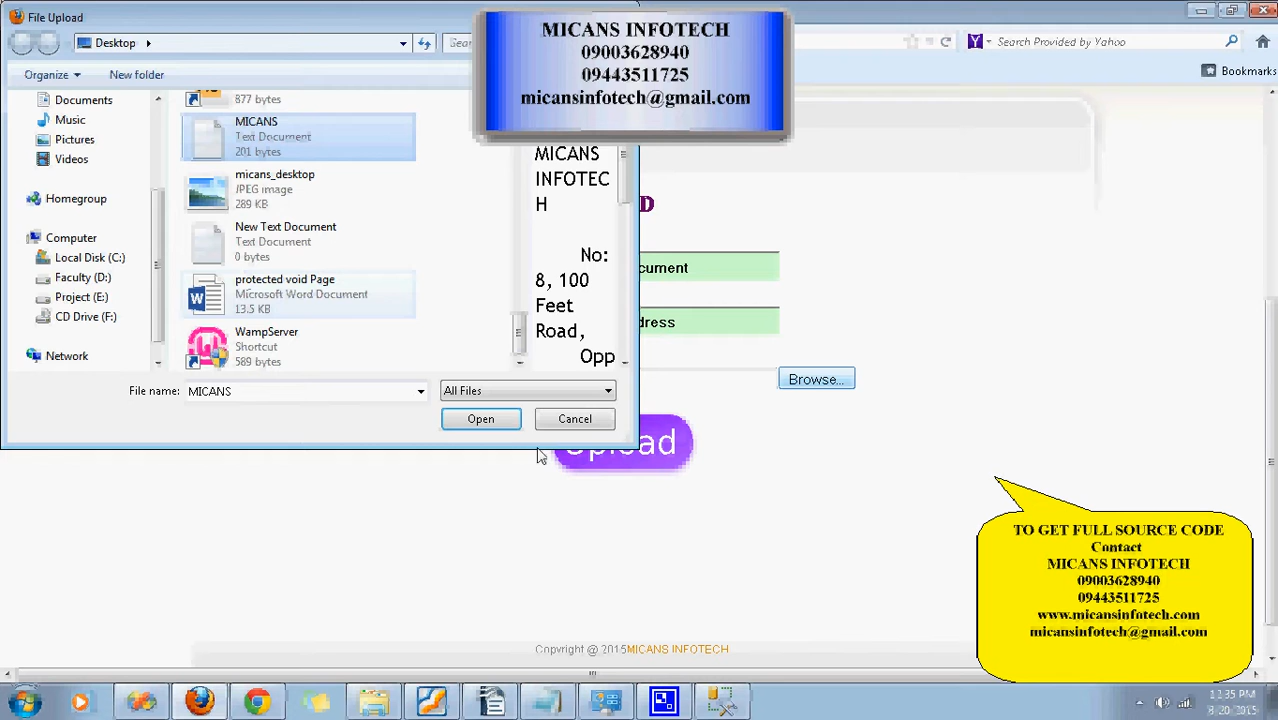 File Upload
MICANS INFOTECH
09003628940
09443511725
micansinfotech@gmail.com
Desktop
Sear
Search Provided by Yahoo
Organize
New folder
Bookmarks
Documents
Music
Pictures
Videos
Homegroup
Computer
Local Disk (C:)
Faculty (D:)
Project (E:)
CD Drive (F:)
Network
877 bytes
MICANS
Text Document
201 bytes
micans_desktop
JPEG image
289 KB
New Text Document
Text Document
0 bytes
protected void Page
Microsoft Word Document
13.5 KB
WampServer
Shortcut
589 bytes
MICANS
INFOTEC
H
No:
8, 100
Feet
Road,
Opp
D
cument
dress
Browse...
File name: MICANS
All Files
Open
Cancel
Upload
TO GET FULL SOURCE CODE
Contact
MICANS INFOTECH
09003628940
09443511725
www.micansinfotech.com
micansinfotech@gmail.com
Copyright @ 2015MICANS INFOTECH
8/20/2015